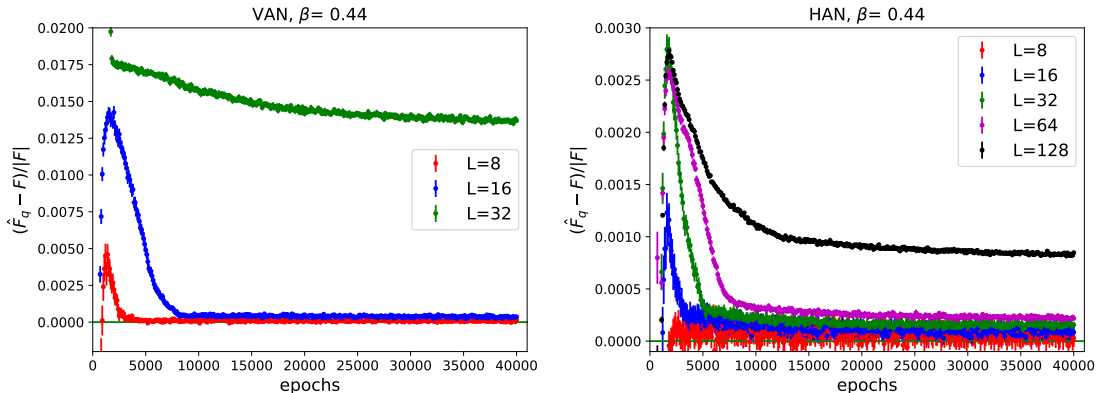 VAN, β= 0.44
(F̂_q − F)/|F|
0.0200
0.0175
0.0150
0.0125
0.0100
0.0075
0.0050
0.0025
0.0000
L=8
L=16
L=32
0 5000 10000 15000 20000 25000 30000 35000 40000
epochs
HAN, β= 0.44
(F̂_q − F)/|F|
0.0030
0.0025
0.0020
0.0015
0.0010
0.0005
0.0000
L=8
L=16
L=32
L=64
L=128
0 5000 10000 15000 20000 25000 30000 35000 40000
epochs